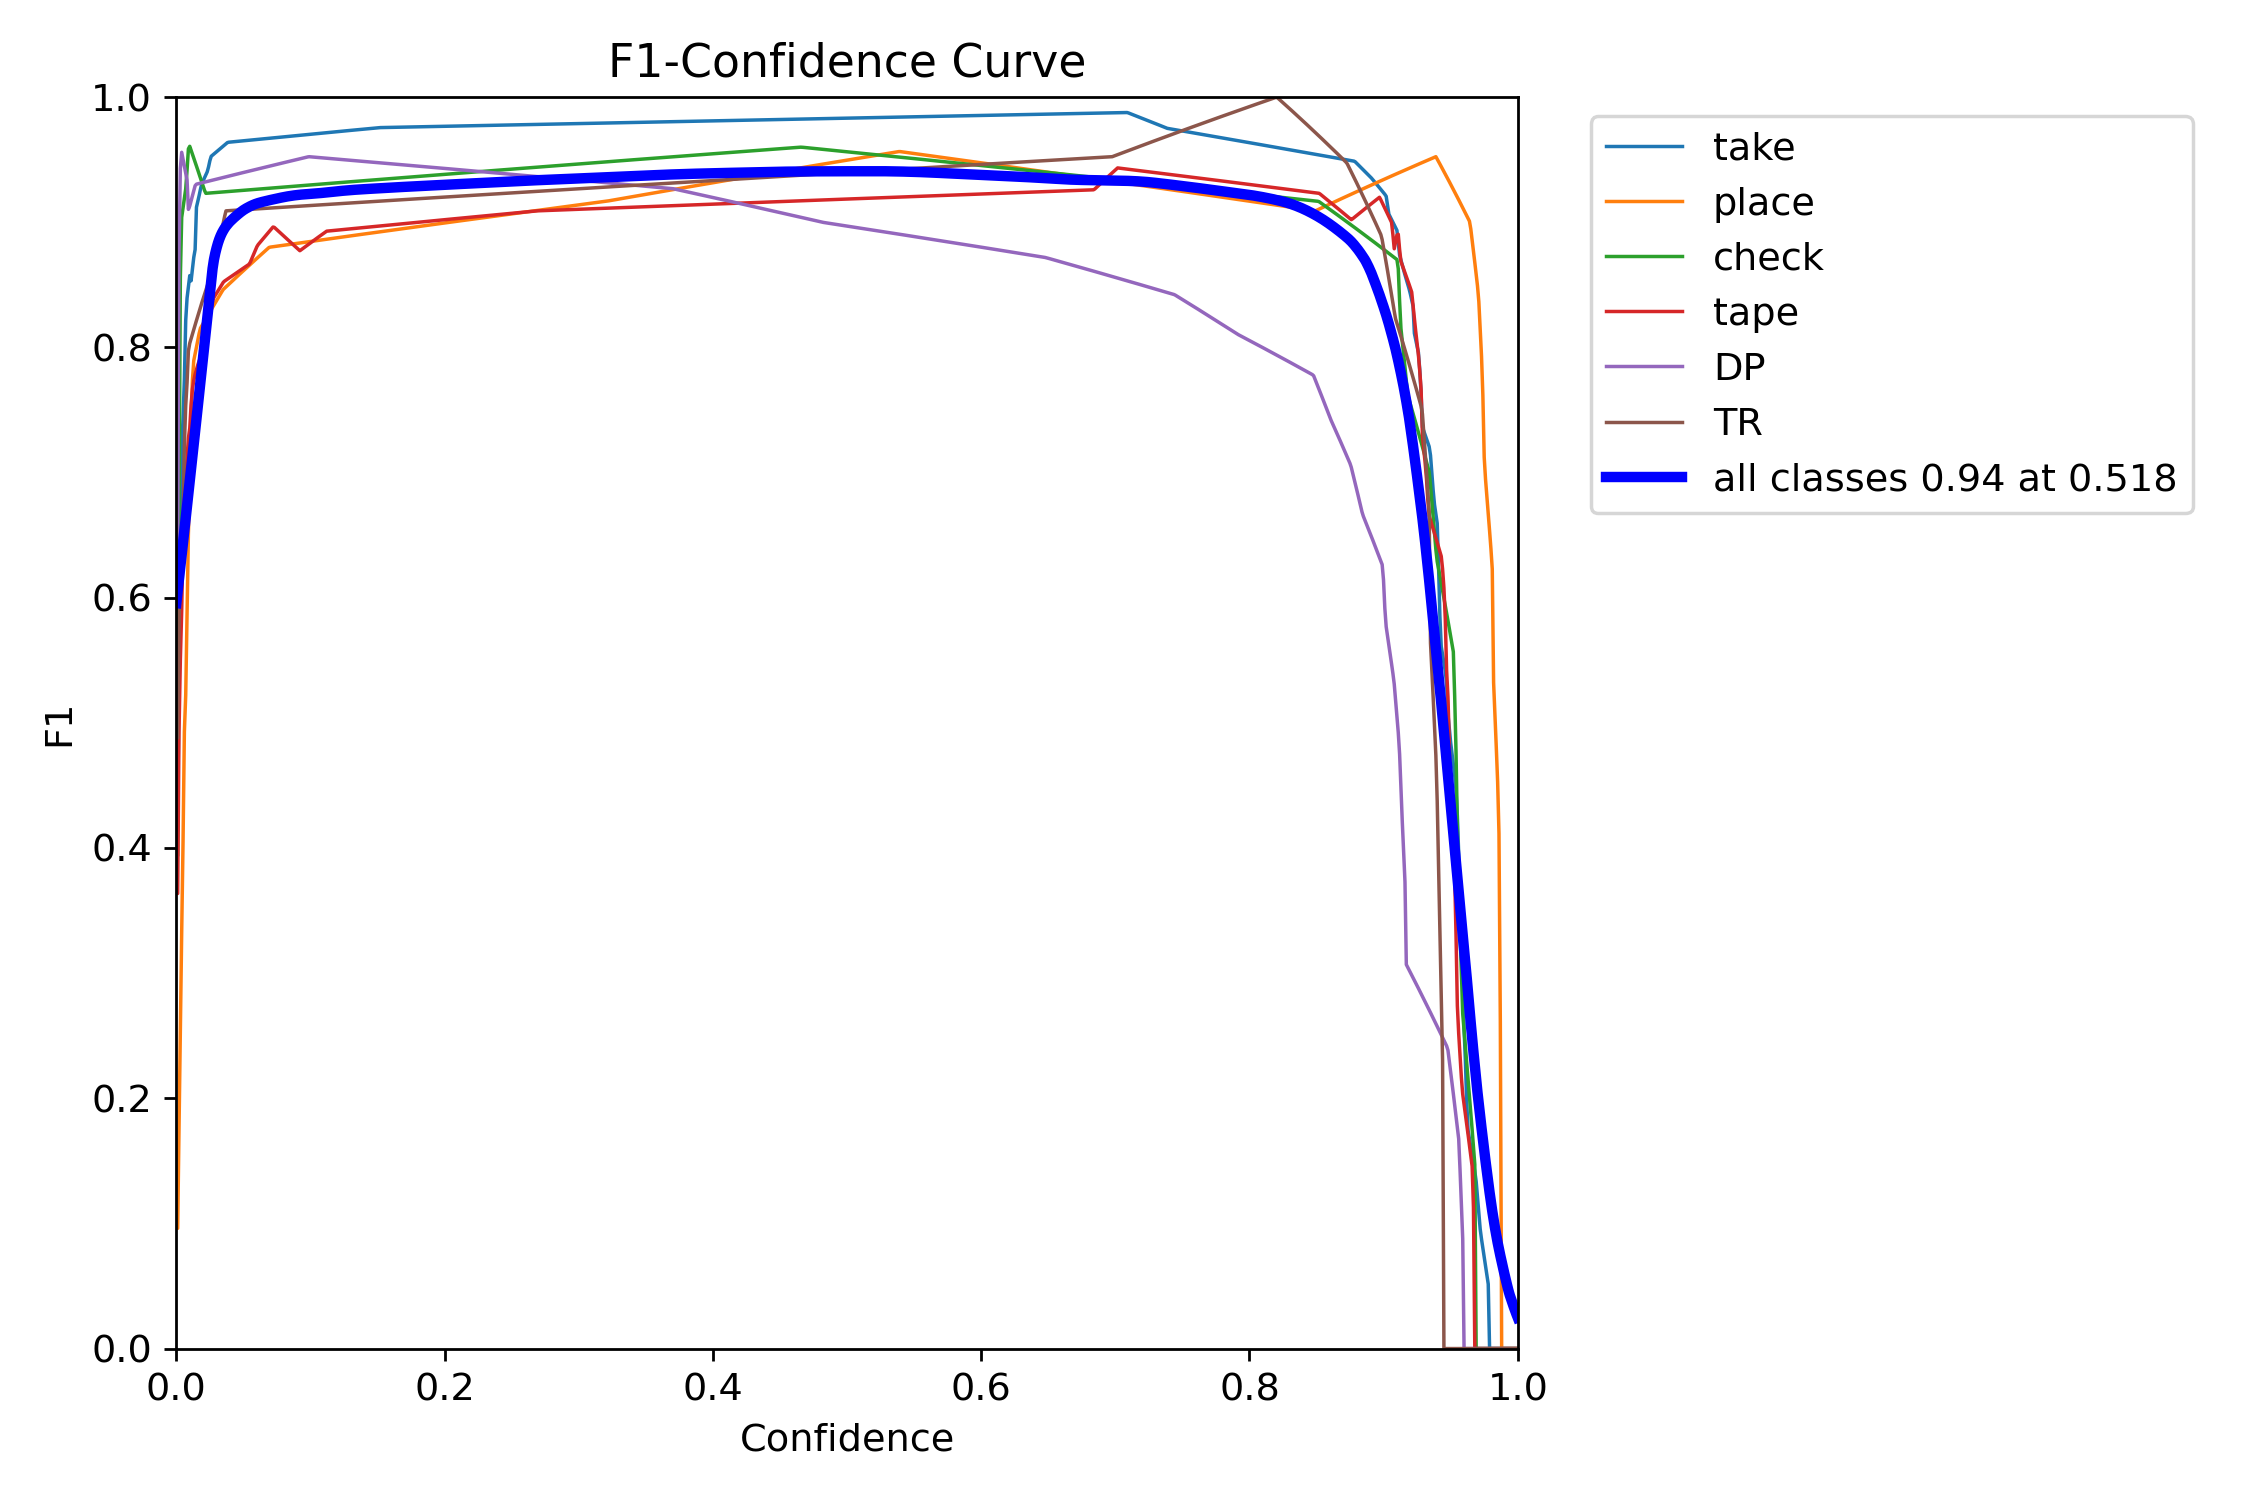 F1-Confidence Curve
1.0
0.8
0.6
0.4
0.2
0.0
F1
0.0 0.2 0.4 0.6 0.8 1.0
Confidence
take
place
check
tape
DP
TR
all classes 0.94 at 0.518